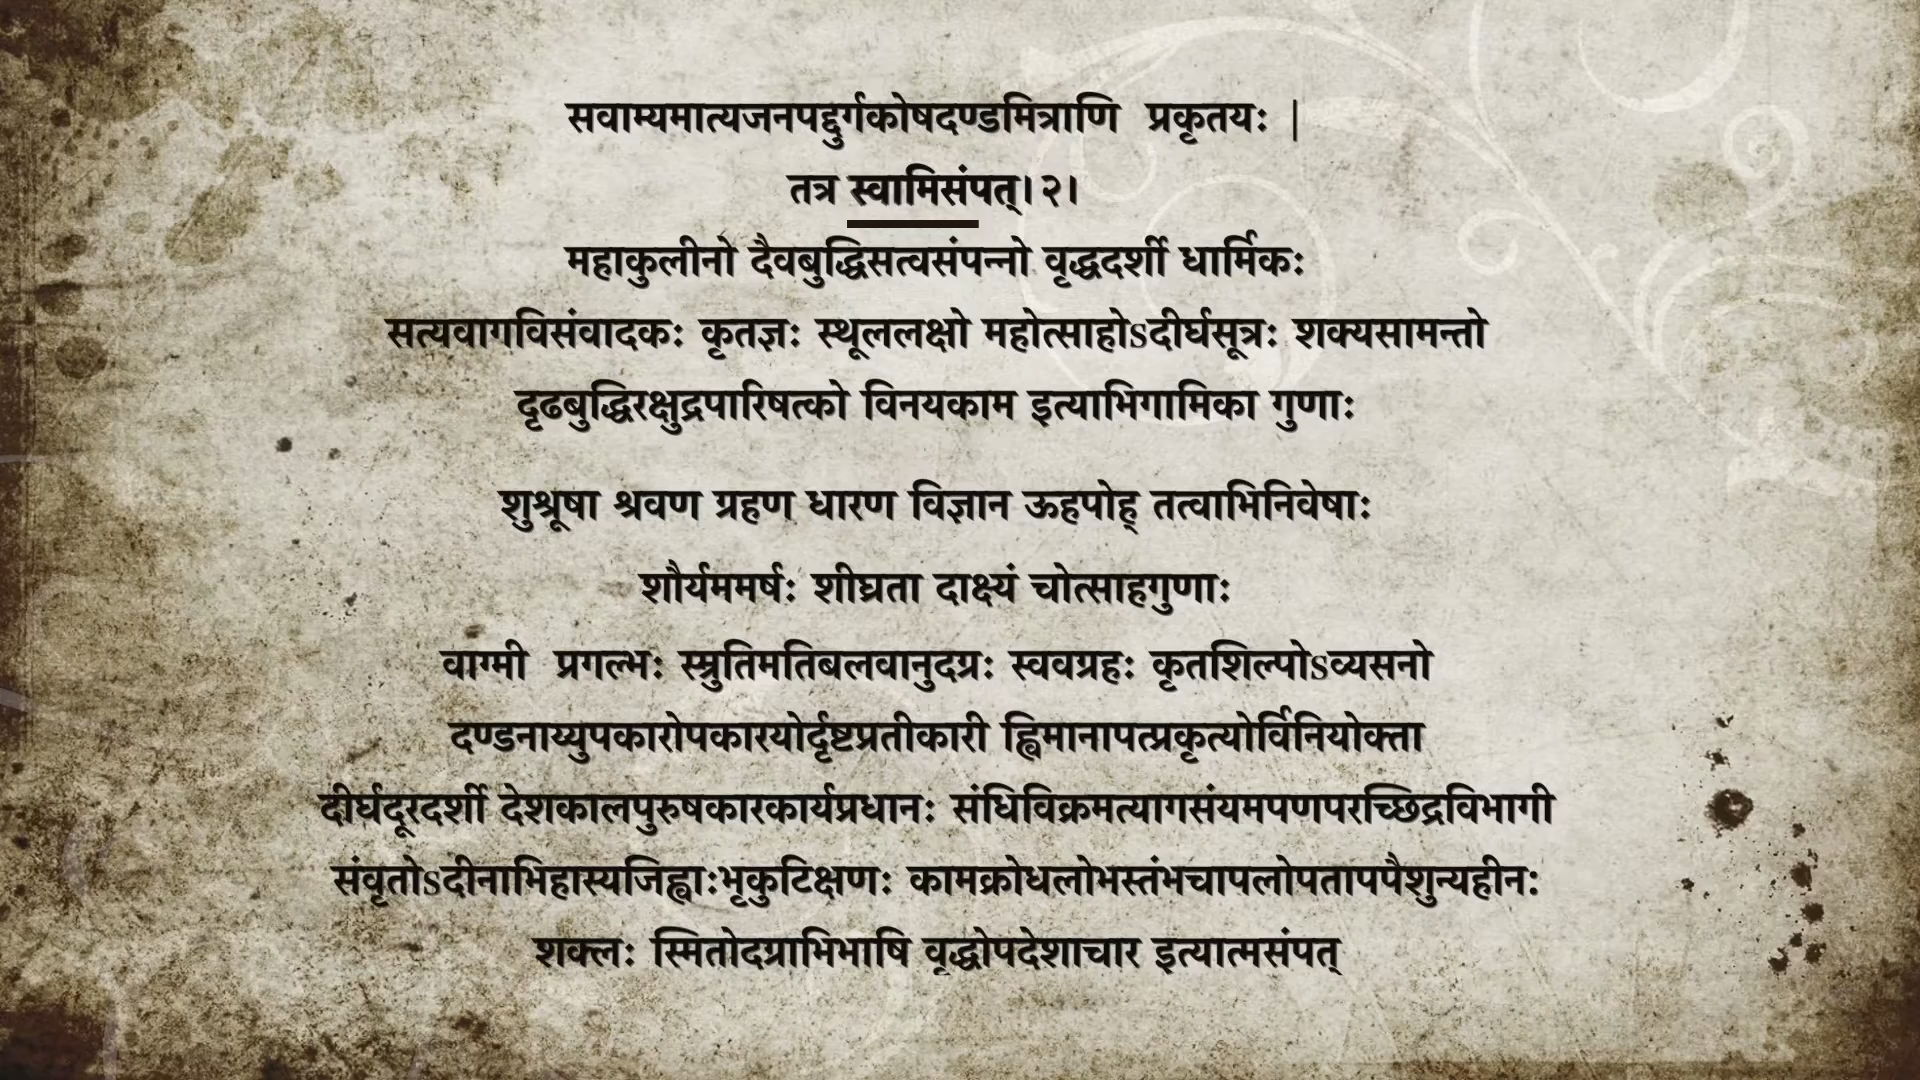 सवाम्यमात्यजनपद्दुर्गकोषदण्डमित्राणि प्रकृतयः |
तत्र स्वामिसंपत्।२।
महाकुलीनो दैवबुद्धिसत्वसंपन्नो वृद्धदर्शी धार्मिकः
सत्यवागविसंवादकः कृतज्ञः स्थूललक्षो महोत्साहोsदीर्घसूत्रः शक्यसामन्तो
दृढबुद्धिरक्षुद्रपारिषत्को विनयकाम इत्याभिगामिका गुणाः
शुश्रूषा श्रवण ग्रहण धारण विज्ञान ऊहपोह् तत्वाभिनिवेषाः
शौर्यममर्षः शीघ्रता दाक्ष्यं चोत्साहगुणाः
वाग्मी प्रगल्भः स्म्रुतिमतिबलवानुदग्रः स्ववग्रहः कृतशिल्पोsव्यसनो
दण्डनाय्युपकारोपकारयोर्दृष्टप्रतीकारी ह्विमानापत्प्रकृत्योर्विनियोक्ता
दीर्घदूरदर्शी देशकालपुरुषकारकार्यप्रधानः संधिविक्रमत्यागसंयमपणपरच्छिद्रविभागी
संवृतोsदीनाभिहास्यजिह्वाःभृकुटिक्षणः कामक्रोधलोभस्तंभचापलोपतापपैशुन्यहीन:
शक्लः स्मितोदग्राभिभाषि वृद्धोपदेशाचार इत्यात्मसंपत्